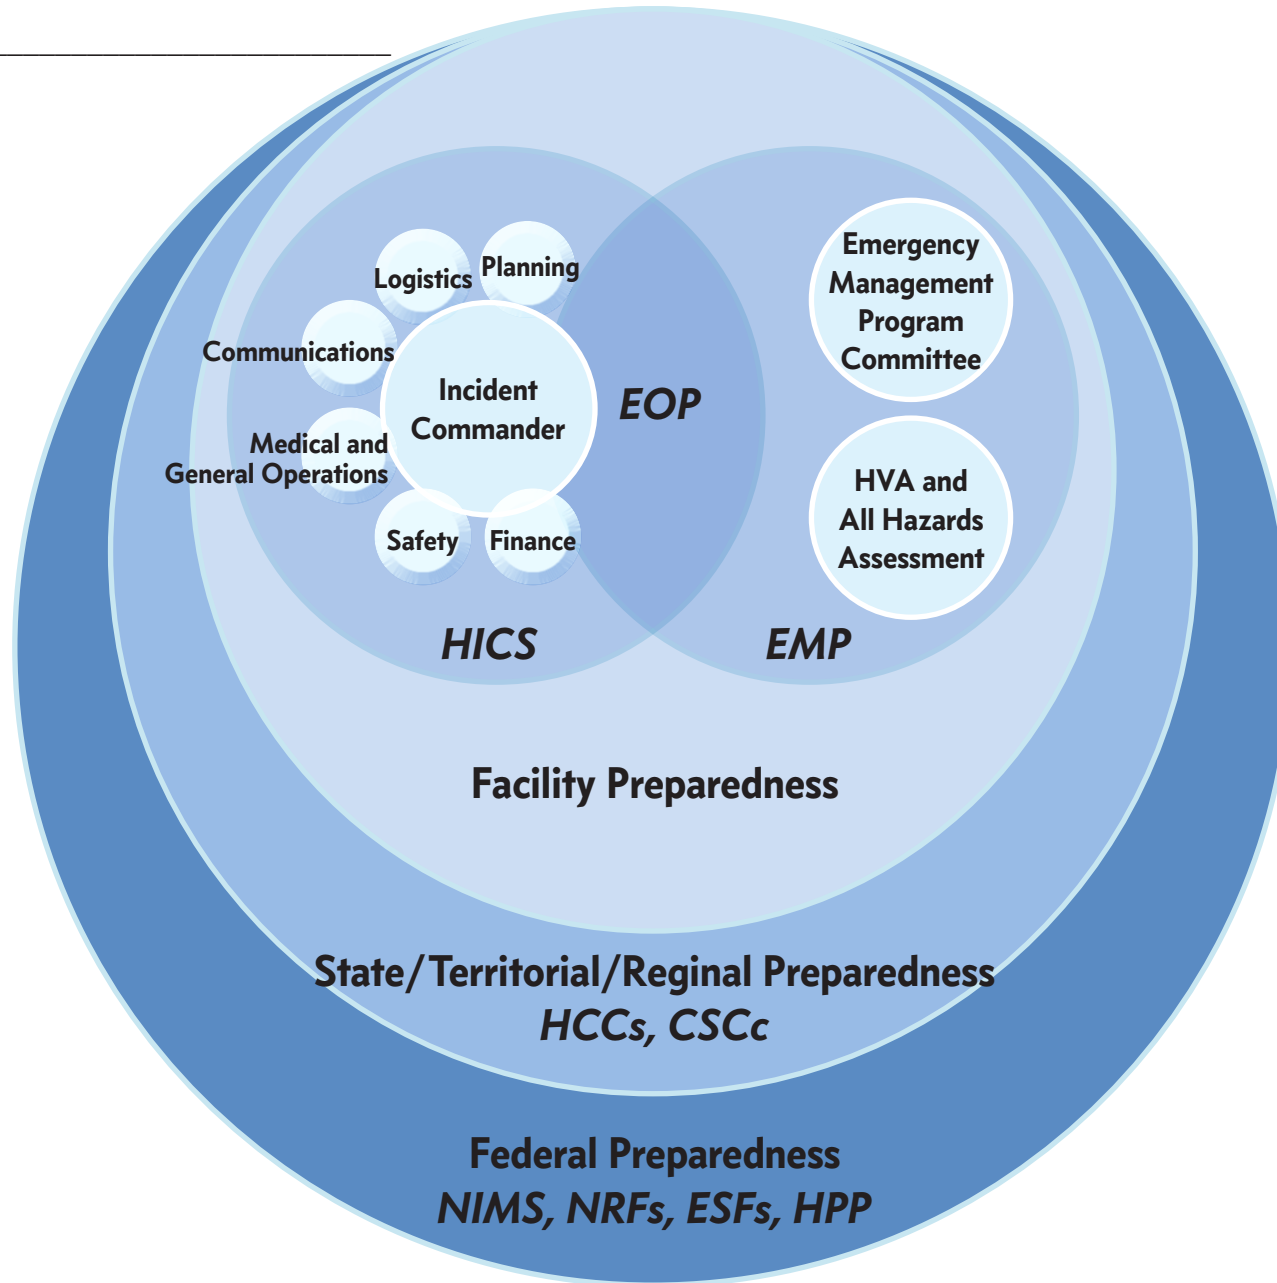 Logistics
Planning
Communications
Incident
Commander
Medical and
General Operations
Safety
Finance
EOP
HICS
Emergency
Management
Program
Committee
HVA and
All Hazards
Assessment
EMP
Facility Preparedness
State/Territorial/Reginal Preparedness
HCCs, CSCc
Federal Preparedness
NIMS, NRFs, ESFs, HPP